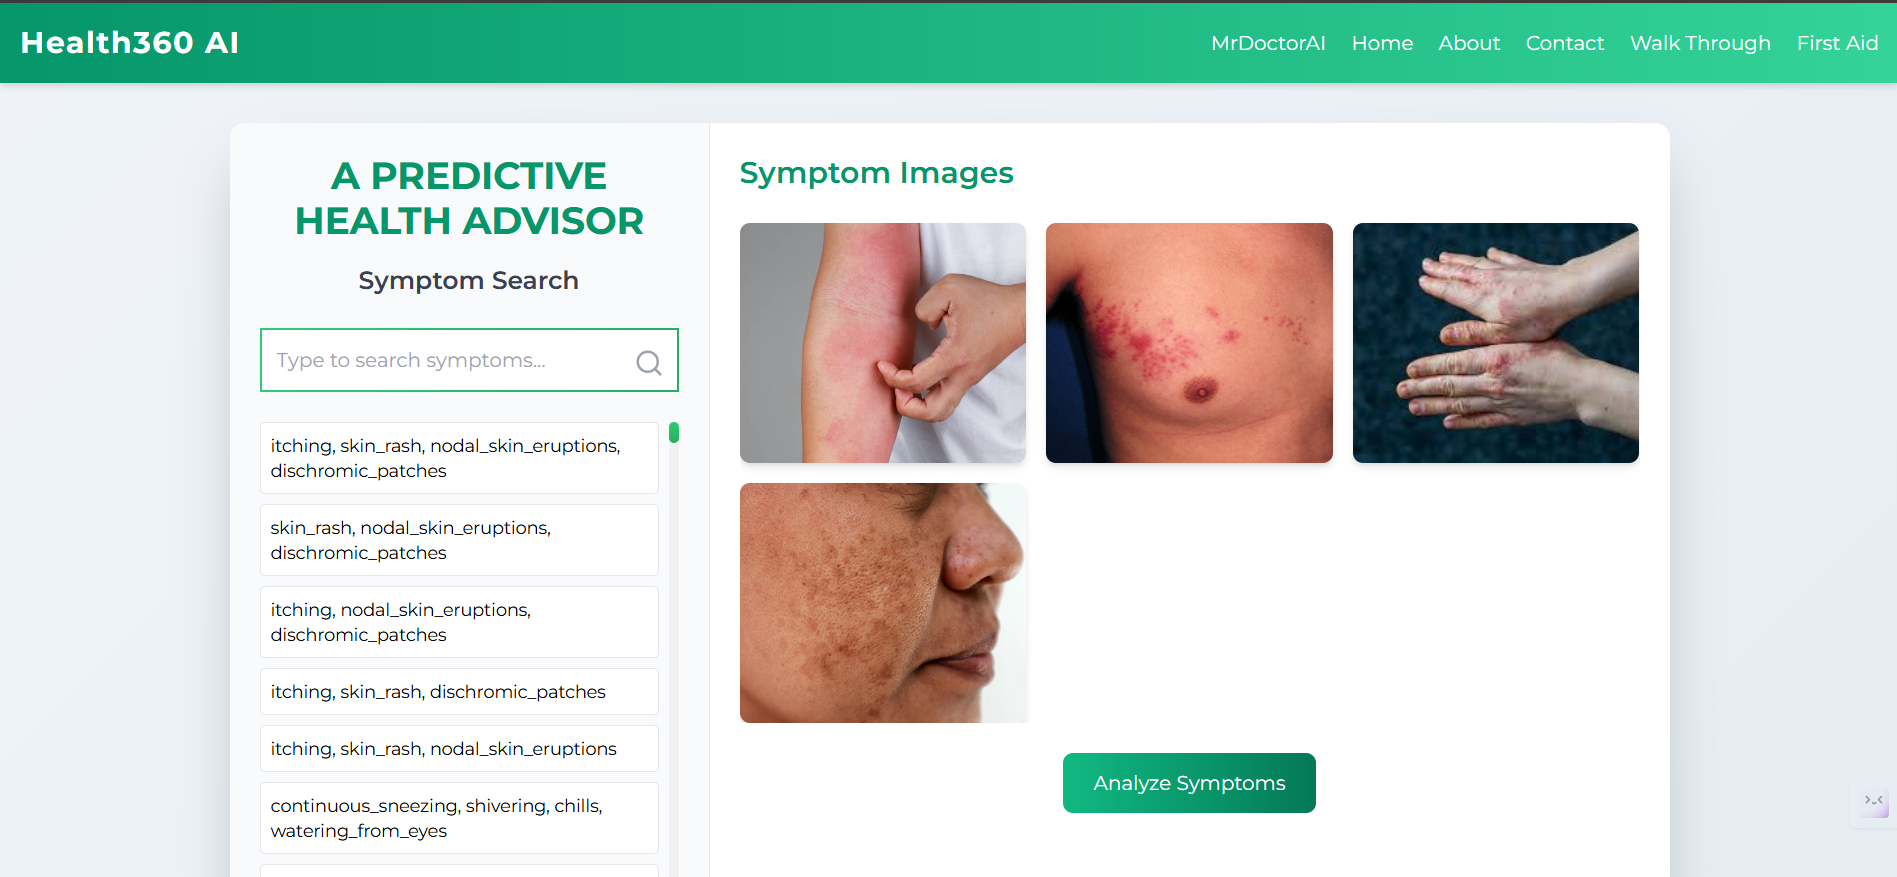 Health360 AI
MrDoctorAI
Home
About
Contact
Walk Through
First Aid
A PREDICTIVE
HEALTH ADVISOR
Symptom Search
Type to search symptoms...
itching, skin_rash, nodal_skin_eruptions,
dischromic_patches
skin_rash, nodal_skin_eruptions,
dischromic_patches
itching, nodal_skin_eruptions,
dischromic_patches
itching, skin_rash, dischromic_patches
itching, skin_rash, nodal_skin_eruptions
continuous_sneezing, shivering, chills,
watering_from_eyes
Symptom Images
Analyze Symptoms